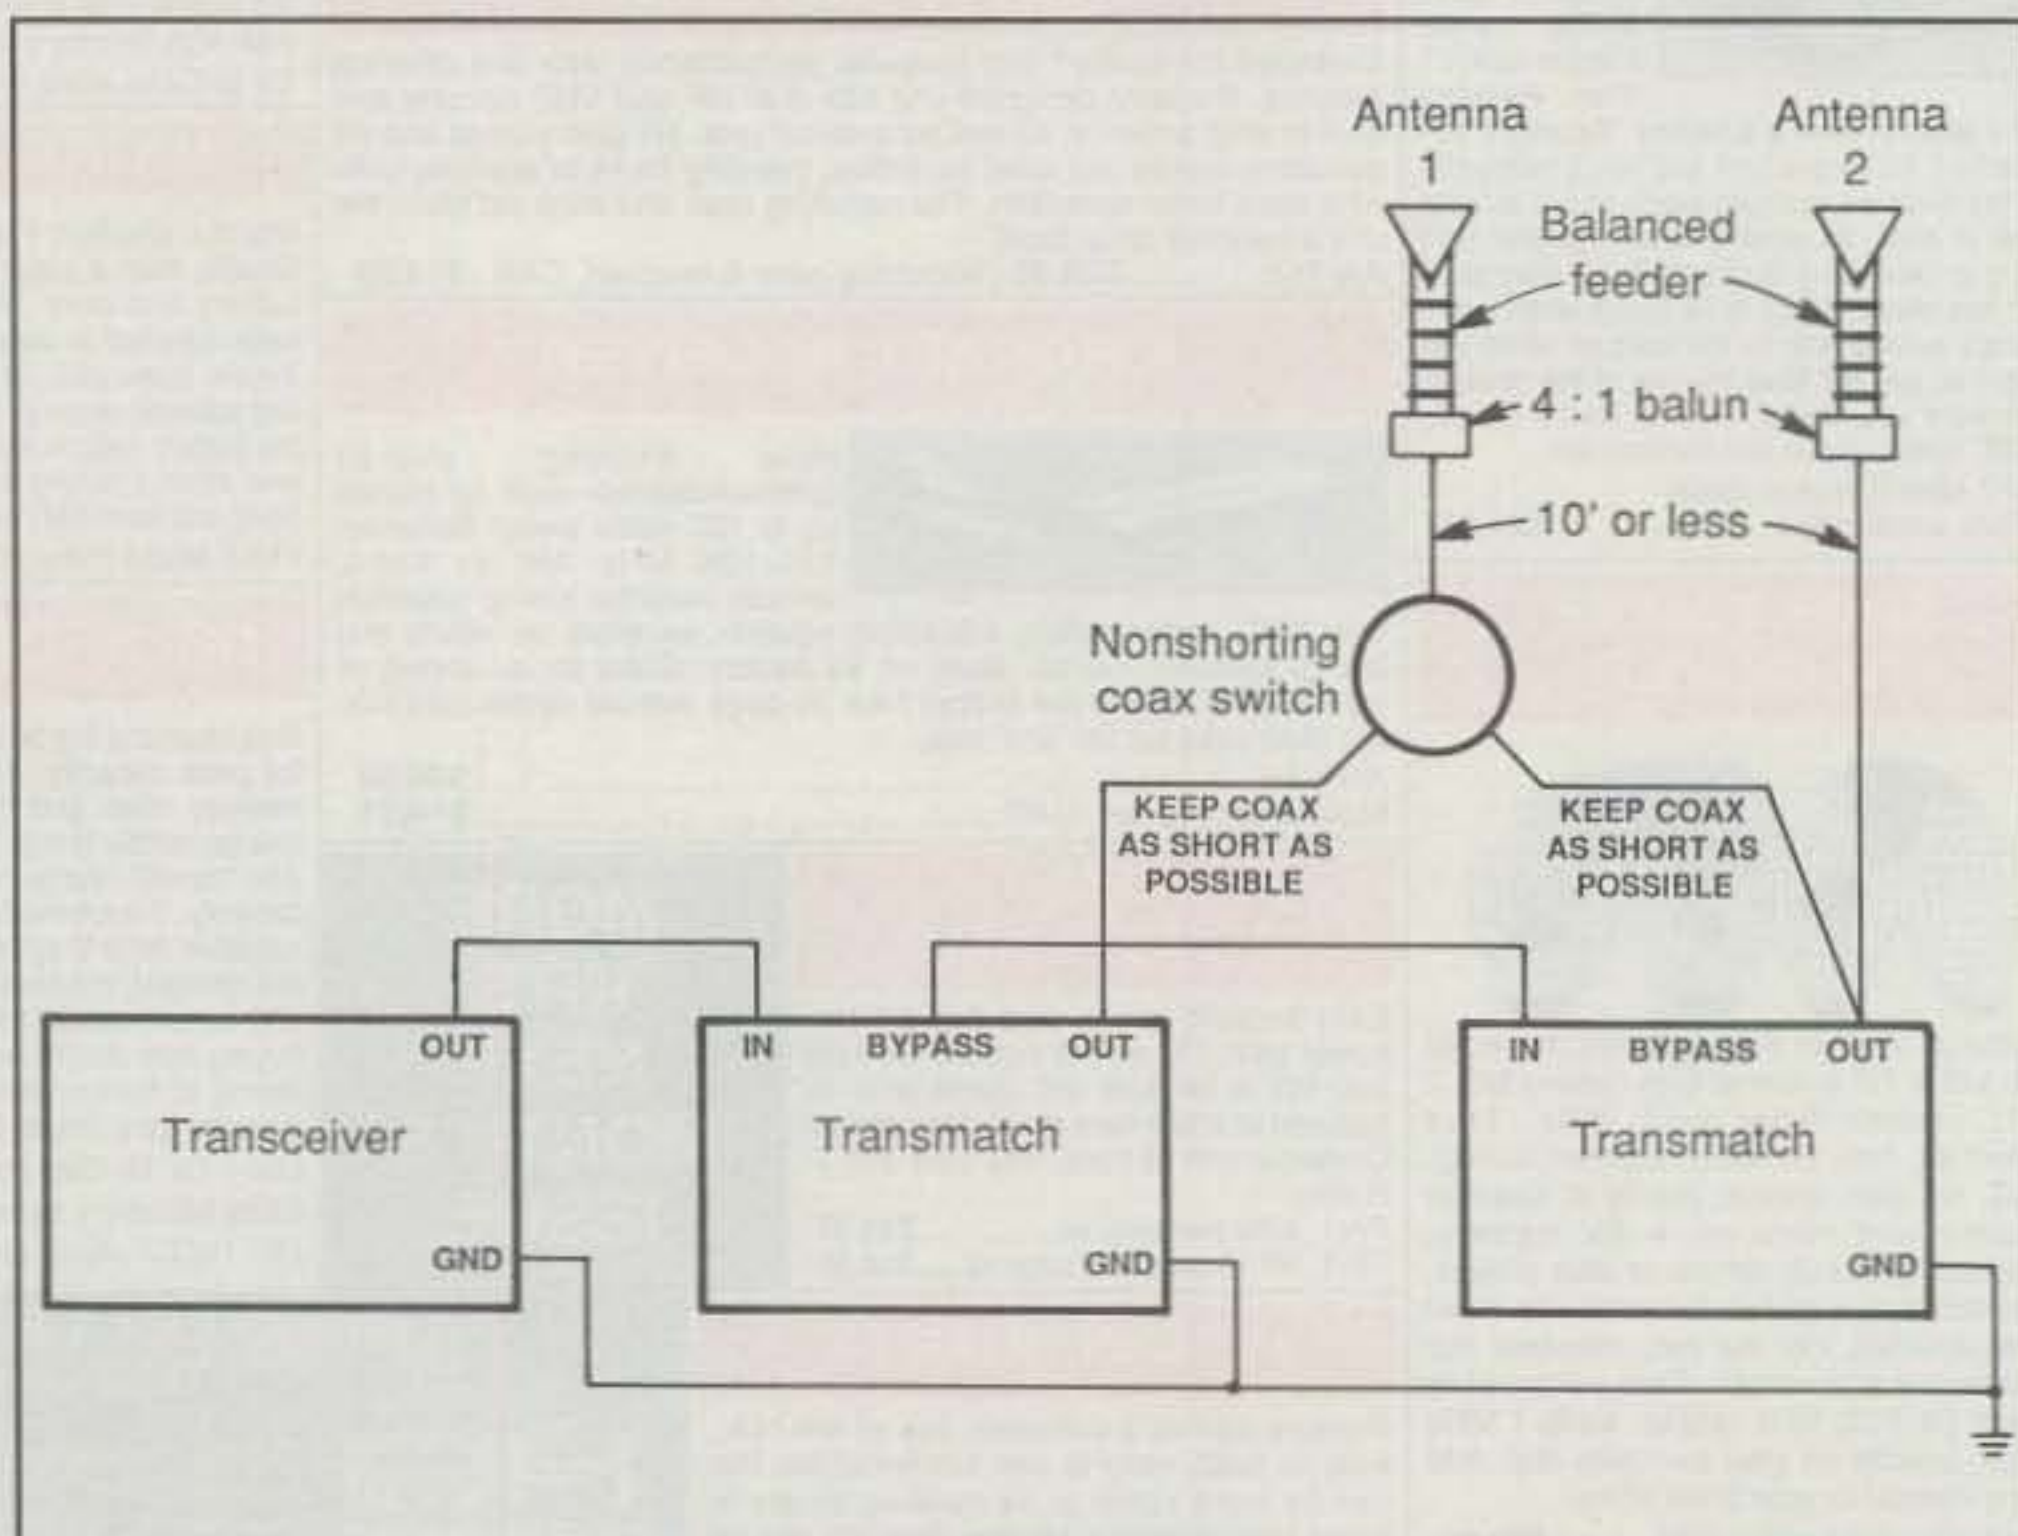 Antenna
1
Antenna
2
Balanced
feeder
4 : 1 balun
10' or less
Nonshorting
coax switch
KEEP COAX
AS SHORT AS
POSSIBLE
KEEP COAX
AS SHORT AS
POSSIBLE
OUT
Transceiver
GND
IN BYPASS OUT
Transmatch
GND
IN BYPASS OUT
Transmatch
GND